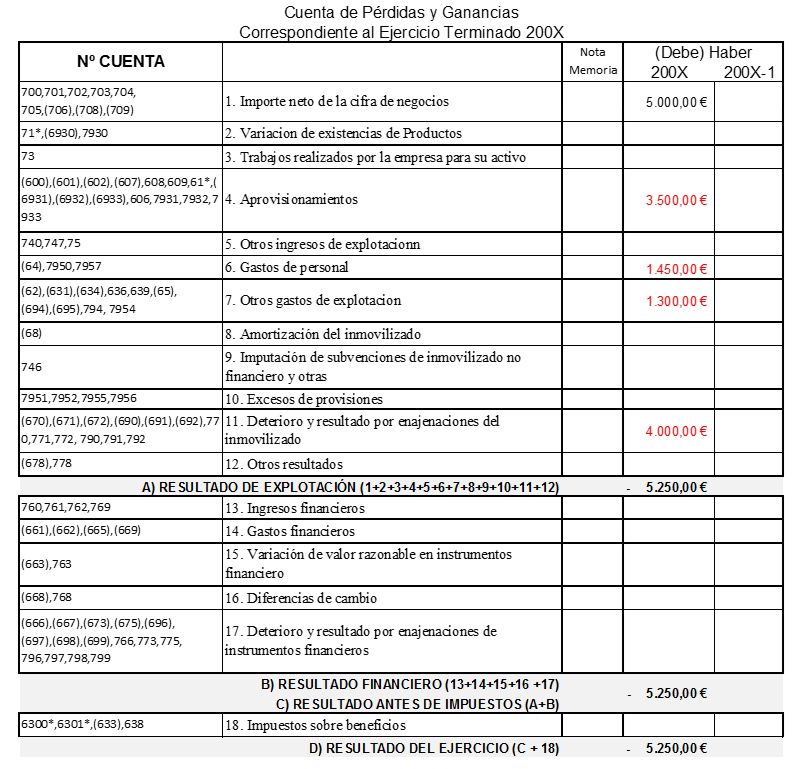 Cuenta de Pérdidas y Ganancias
Correspondiente al Ejercicio Terminado 200X
Nº CUENTA
Nota
Memoria
(Debe) Haber
200X 200X-1
700,701,702,703,704,
705,(706),(708),(709)
1. Importe neto de la cifra de negocios
5.000,00 €
71*,(6930),7930
2. Variacion de existencias de Productos
73
3. Trabajos realizados por la empresa para su activo
(600),(601),(602),(607),608,609,61*,(
6931),(6932),(6933),606,7931,7932,7
933
4. Aprovisionamientos
3.500,00 €
740,747,75
5. Otros ingresos de explotacionn
(64),7950,7957
6. Gastos de personal
1.450,00 €
(62),(631),(634),636,639,(65),
(694),(695),794, 7954
7. Otros gastos de explotacion
1.300,00 €
(68)
8. Amortización del inmovilizado
746
9. Imputación de subvenciones de inmovilizado no
financiero y otras
7951,7952,7955,7956
10. Excesos de provisiones
(670),(671),(672),(690),(691),(692),77
0,771,772, 790,791,792
11. Deterioro y resultado por enajenaciones del
inmovilizado
4.000,00 €
(678),778
12. Otros resultados
A) RESULTADO DE EXPLOTACIÓN (1+2+3+4+5+6+7+8+9+10+11+12)
- 5.250,00 €
760,761,762,769
13. Ingresos financieros
(661),(662),(665),(669)
14. Gastos financieros
(663),763
15. Variación de valor razonable en instrumentos
financiero
(668),768
16. Diferencias de cambio
(666),(667),(673),(675),(696),
(697),(698),(699),766,773,775,
796,797,798,799
17. Deterioro y resultado por enajenaciones de
instrumentos financieros
B) RESULTADO FINANCIERO (13+14+15+16 +17)
C) RESULTADO ANTES DE IMPUESTOS (A+B)
- 5.250,00 €
6300*,6301*,(633),638
18. Impuestos sobre beneficios
D) RESULTADO DEL EJERCICIO (C + 18)
- 5.250,00 €